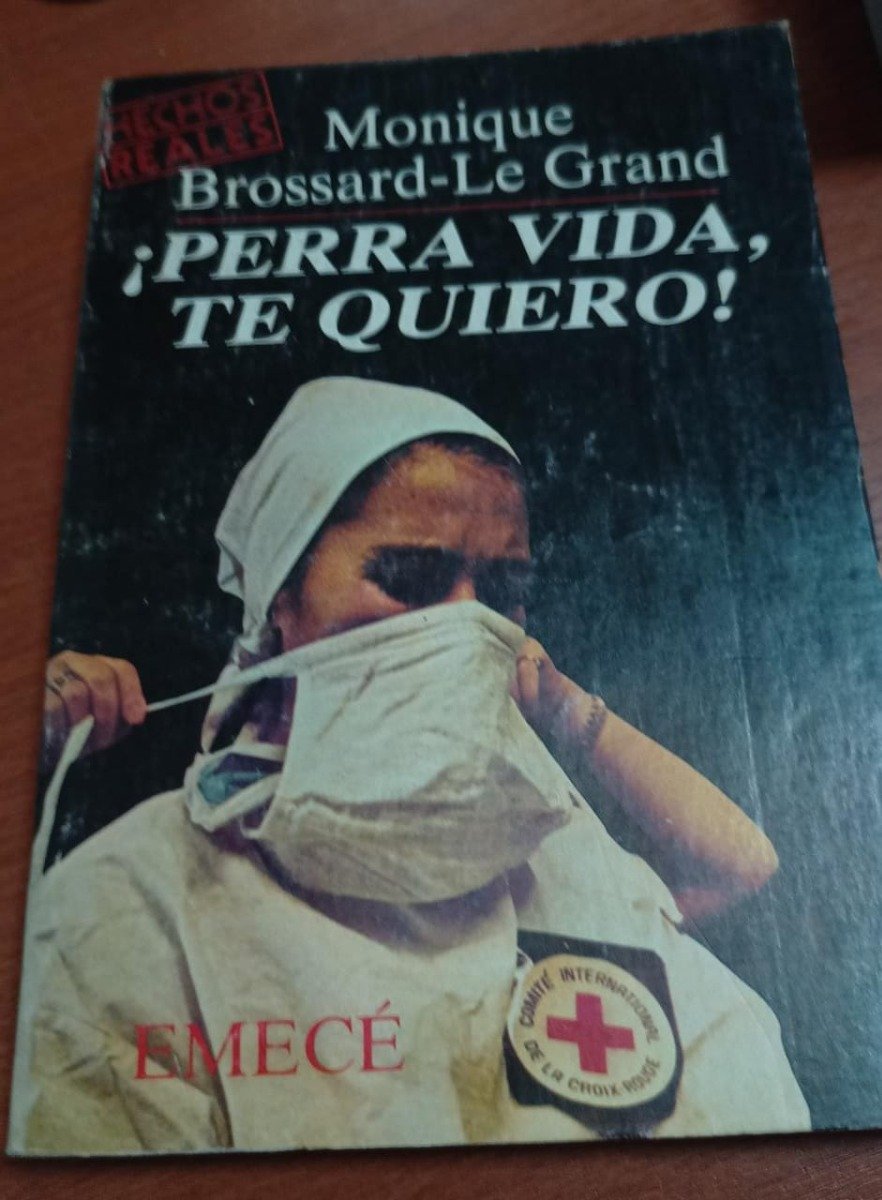 HECHOS
REALES
Monique
Brossard-Le Grand
¡PERRA VIDA,
TE QUIERO!
COMITÉ INTERNATIONAL
DE LA CROIX-ROUGE
EMECÉ